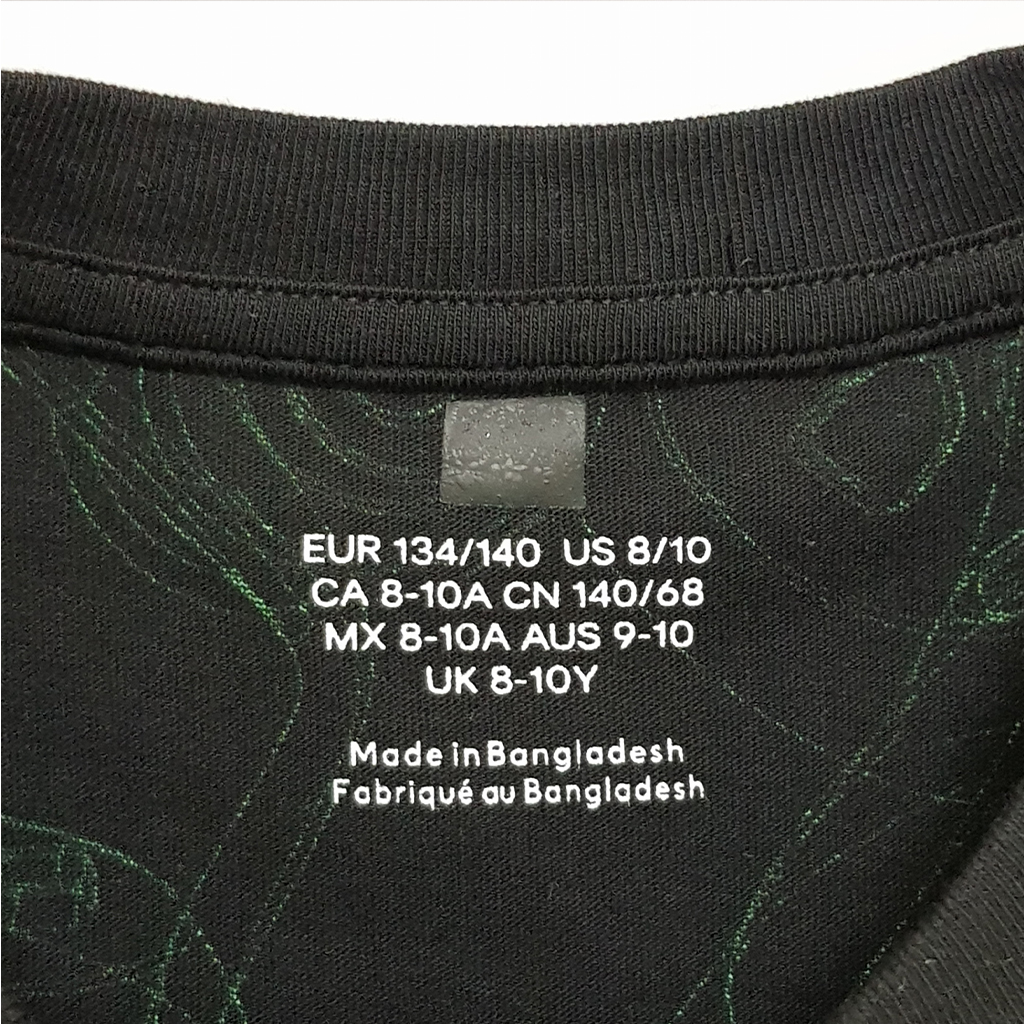 EUR 134/140 US 8/10
CA 8-10A CN 140/68
MX 8-10A AUS 9-10
UK 8-10Y
Made in Bangladesh
Fabriqué au Bangladesh